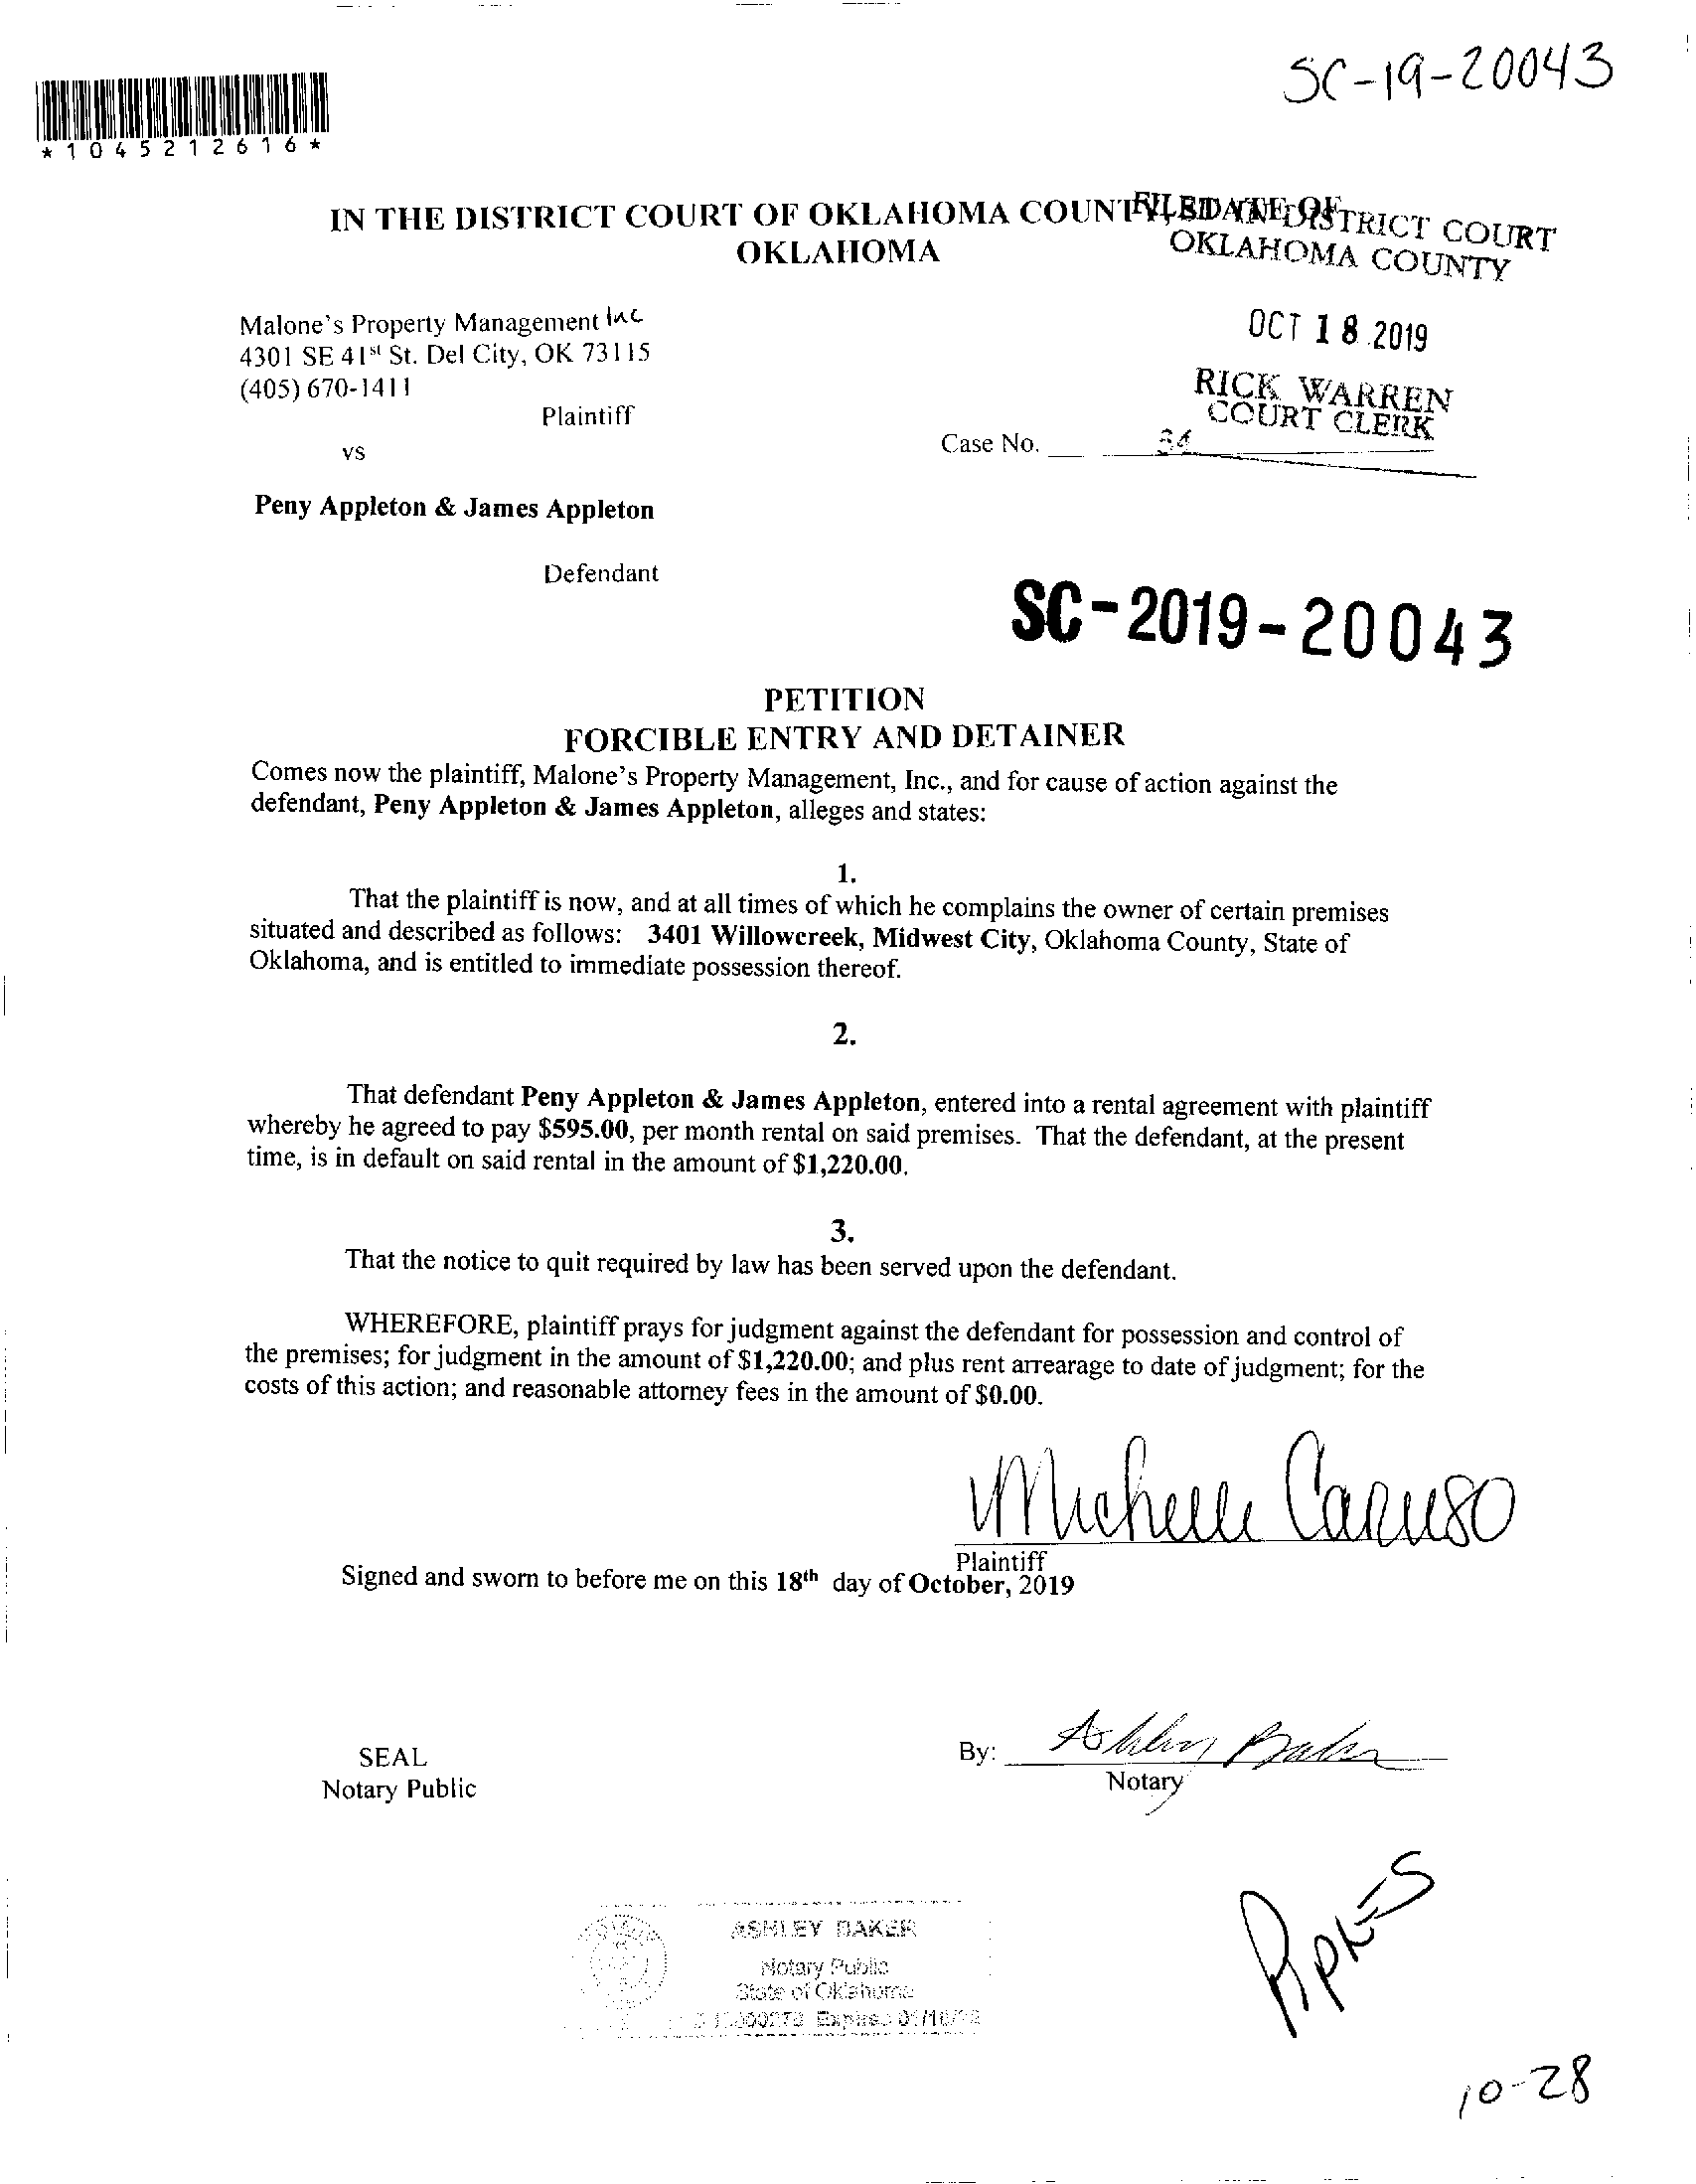 SC-19-20043
*1045212616*
IN THE DISTRICT COURT OF OKLAHOMA COUNTY, STATE OF
OKLAHOMA
FILED IN DISTRICT COURT
OKLAHOMA COUNTY
Malone's Property Management Inc
4301 SE 41st St. Del City, OK 73115
(405) 670-1411
Plaintiff
OCT 18 2019
RICK WARREN
COURT CLERK
vs
Case No.
34
Peny Appleton & James Appleton
Defendant
SC-2019-20043
PETITION
FORCIBLE ENTRY AND DETAINER
Comes now the plaintiff, Malone's Property Management, Inc., and for cause of action against the
defendant, Peny Appleton & James Appleton, alleges and states:
1.
That the plaintiff is now, and at all times of which he complains the owner of certain premises
situated and described as follows: 3401 Willowcreek, Midwest City, Oklahoma County, State of
Oklahoma, and is entitled to immediate possession thereof.
2.
That defendant Peny Appleton & James Appleton, entered into a rental agreement with plaintiff
whereby he agreed to pay $595.00, per month rental on said premises. That the defendant, at the present
time, is in default on said rental in the amount of $1,220.00.
3.
That the notice to quit required by law has been served upon the defendant.
WHEREFORE, plaintiff prays for judgment against the defendant for possession and control of
the premises; for judgment in the amount of $1,220.00; and plus rent arrearage to date of judgment; for the
costs of this action; and reasonable attorney fees in the amount of $0.00.
Michelle Caruso
Plaintiff
Signed and sworn to before me on this 18th day of October, 2019
SEAL
Notary Public
By: Ashley Baker
Notary
ASHLEY BAKER
Notary Public
State of Oklahoma
Expires
10-28